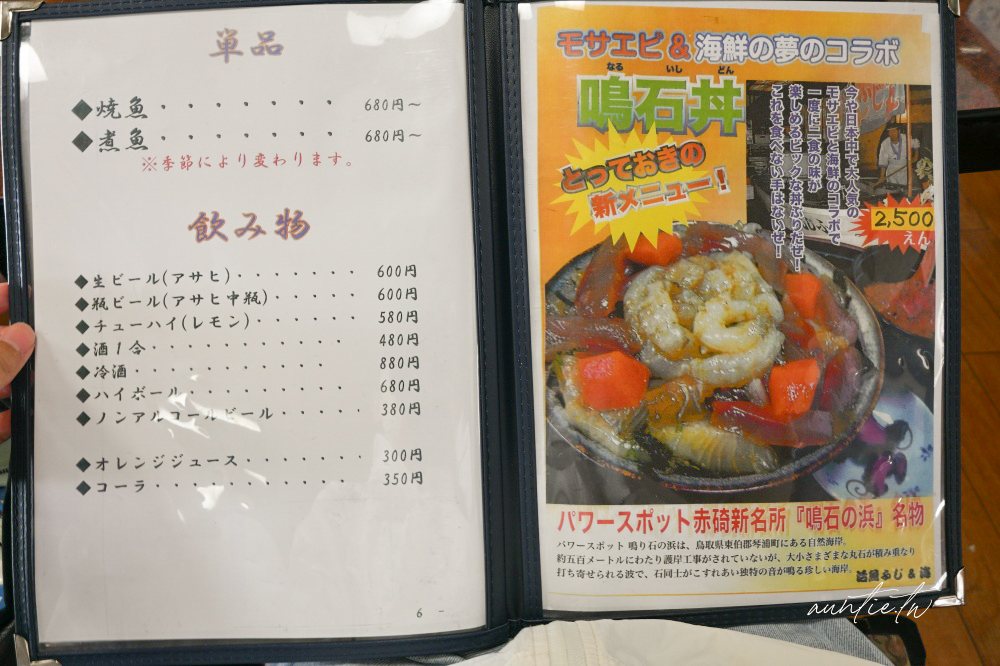 単品
◆焼魚・・・・・・・ 680円～
◆煮魚・・・・・・・ 680円～
※季節により変わります。
飲み物
◆生ビール(アサヒ)・・・・・・・ 600円
◆瓶ビール(アサヒ中瓶)・・・・・ 600円
◆チューハイ(レモン)・・・・・・ 580円
◆酒1合・・・・・・・・・・・ 480円
◆冷酒・・・・・・・・・・・ 880円
◆ハイボール・・・・・・・・・ 680円
◆ノンアルコールビール・・・・・ 380円
◆オレンジジュース・・・・・・・ 300円
◆コーラ・・・・・・・・・・・ 350円
6 -
モサエビ&海鮮の夢のコラボ
なる いし どん
鳴石丼
とっておきの
新メニュー!
今や日本中で大人気の
モサエビと海鮮のコラボで
一度に二食の味が
楽しめるビックな丼ぶりだぜ!
これを食べない手はないぜ!
2,500
えん
パワースポット赤碕新名所『鳴石の浜』名物
パワースポット 鳴り石の浜は、鳥取県東伯郡琴浦町にある自然海岸。
約五百メートルにわたり護岸工事がされていないが、大小さまざまな丸石が積み重なり
打ち寄せられる波で、石同士がこすれあい独特の音が鳴る珍しい海岸。
auntie.tw